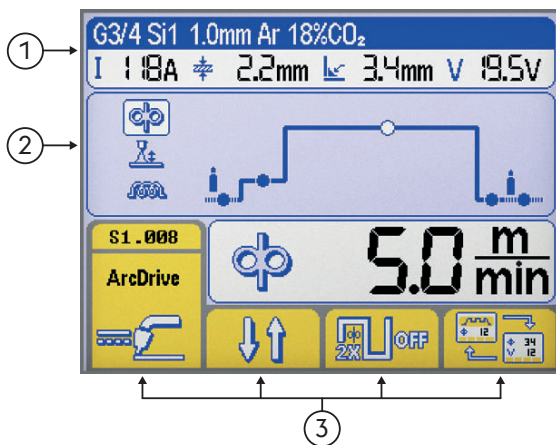 G3/4 Si1 1.0mm Ar 18%CO₂
I 118A 2.2mm 3.4mm V 19.5V
S1.008
ArcDrive
5.0 m/min
2X OFF
12
34
V 12
1
2
3